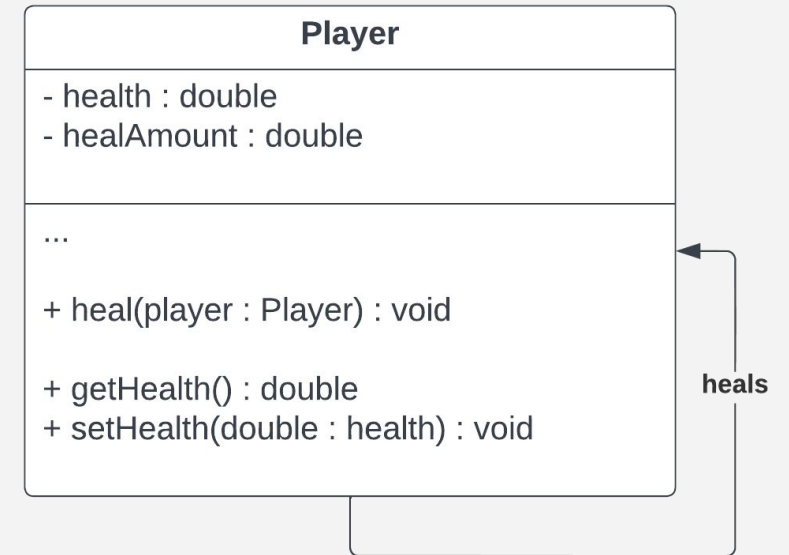 Player
- health : double
- healAmount : double
...
+ heal(player : Player) : void
+ getHealth() : double
+ setHealth(double : health) : void
heals